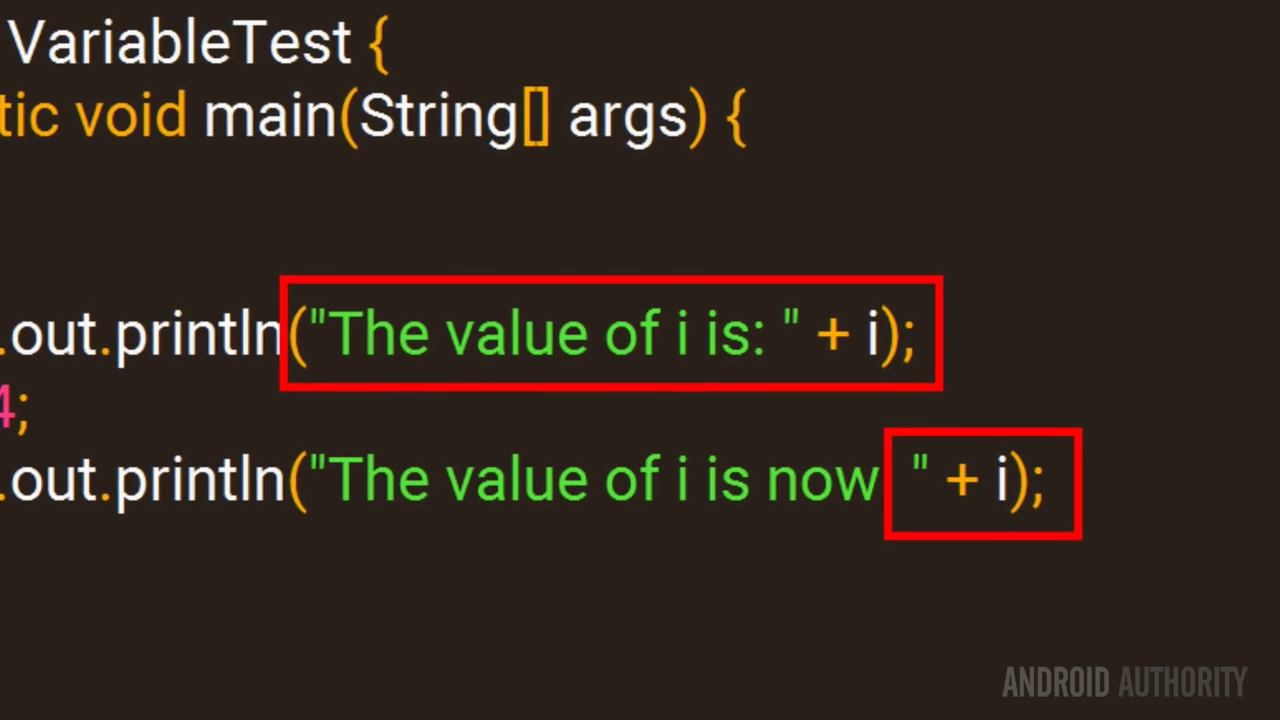 VariableTest {
tic void main(String[] args) {
.out.println("The value of i is: " + i);
4;
.out.println("The value of i is now " + i);
ANDROID AUTHORITY